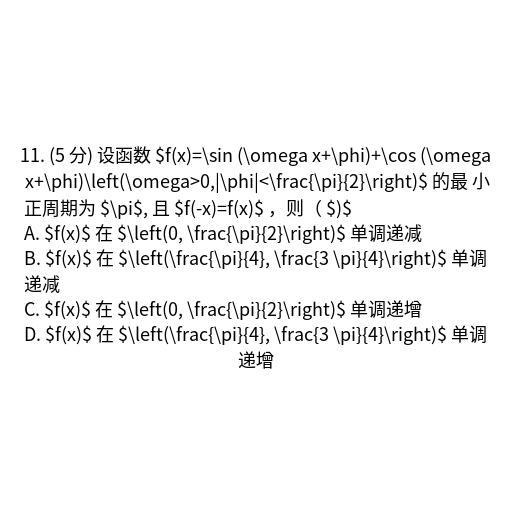 11. (5 分) 设函数 $f(x)=\sin (\omega x+\phi)+\cos (\omega
x+\phi)\left(\omega>0,|\phi|<\frac{\pi}{2}\right)$ 的最 小
正周期为 $\pi$, 且 $f(-x)=f(x)$ ，则（ $)$
A. $f(x)$ 在 $\left(0, \frac{\pi}{2}\right)$ 单调递减
B. $f(x)$ 在 $\left(\frac{\pi}{4}, \frac{3 \pi}{4}\right)$ 单调
递减
C. $f(x)$ 在 $\left(0, \frac{\pi}{2}\right)$ 单调递增
D. $f(x)$ 在 $\left(\frac{\pi}{4}, \frac{3 \pi}{4}\right)$ 单调
递增